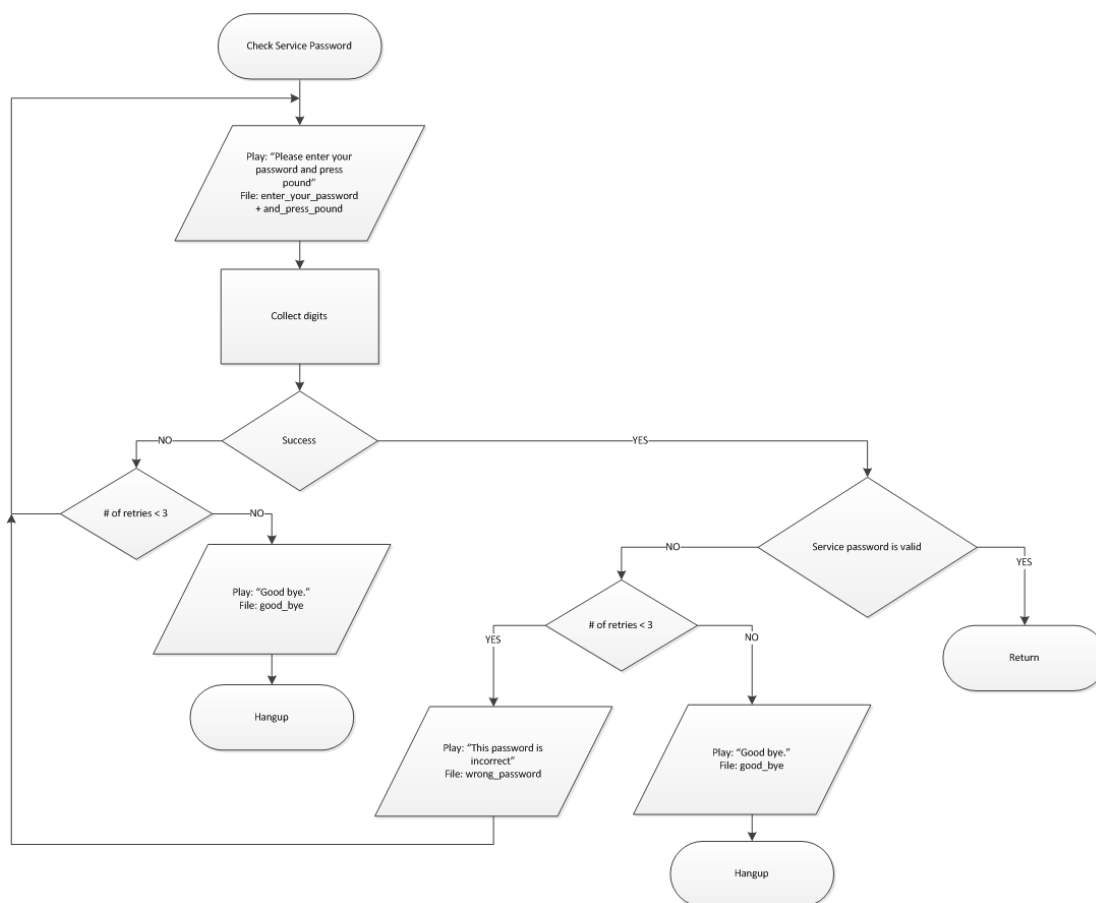 Check Service Password
Play: “Please enter your
password and press
pound”
File: enter_your_password
+ and_press_pound
Collect digits
Success
NO
YES
# of retries < 3
NO
Play: “Good bye.”
File: good_bye
Hangup
Service password is valid
NO
YES
Return
# of retries < 3
YES
NO
Play: “This password is
incorrect”
File: wrong_password
Play: “Good bye.”
File: good_bye
Hangup